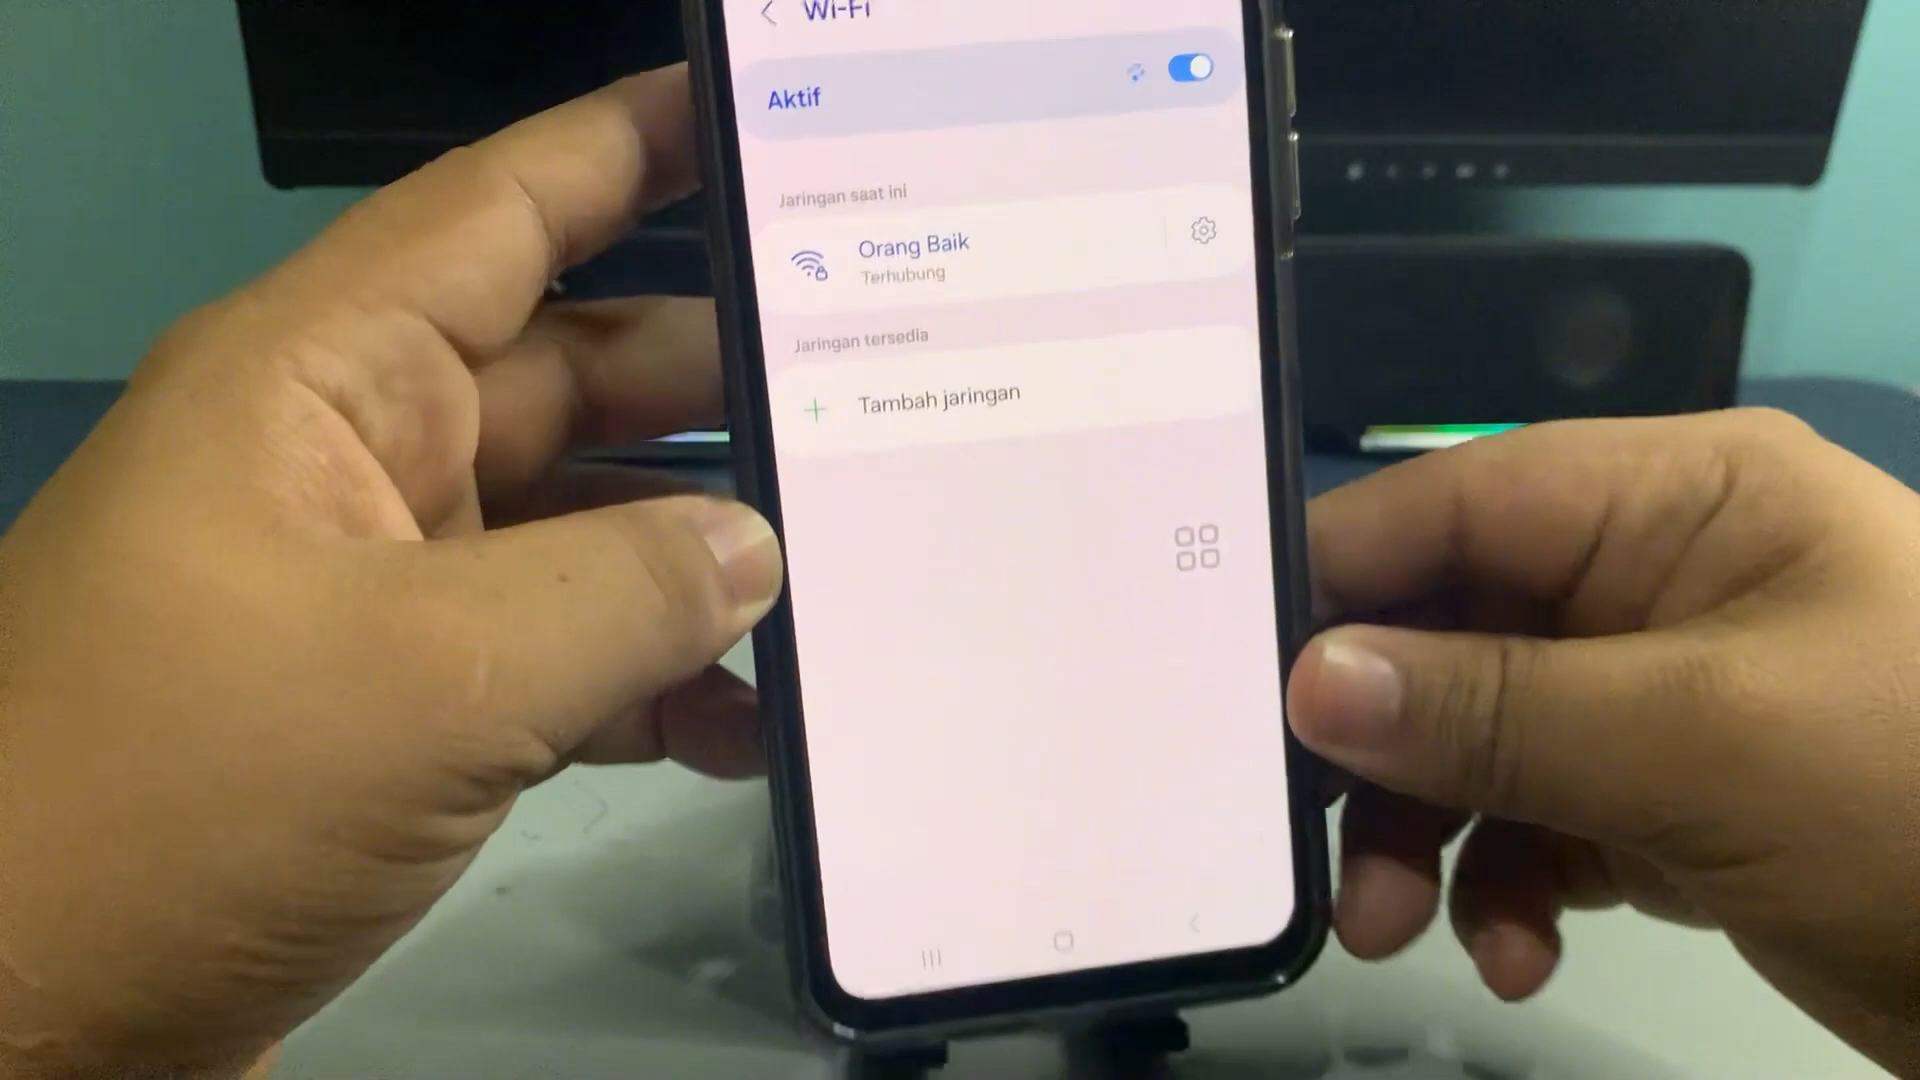 Wi-Fi
Aktif
Jaringan saat ini
Orang Baik
Terhubung
Jaringan tersedia
Tambah jaringan